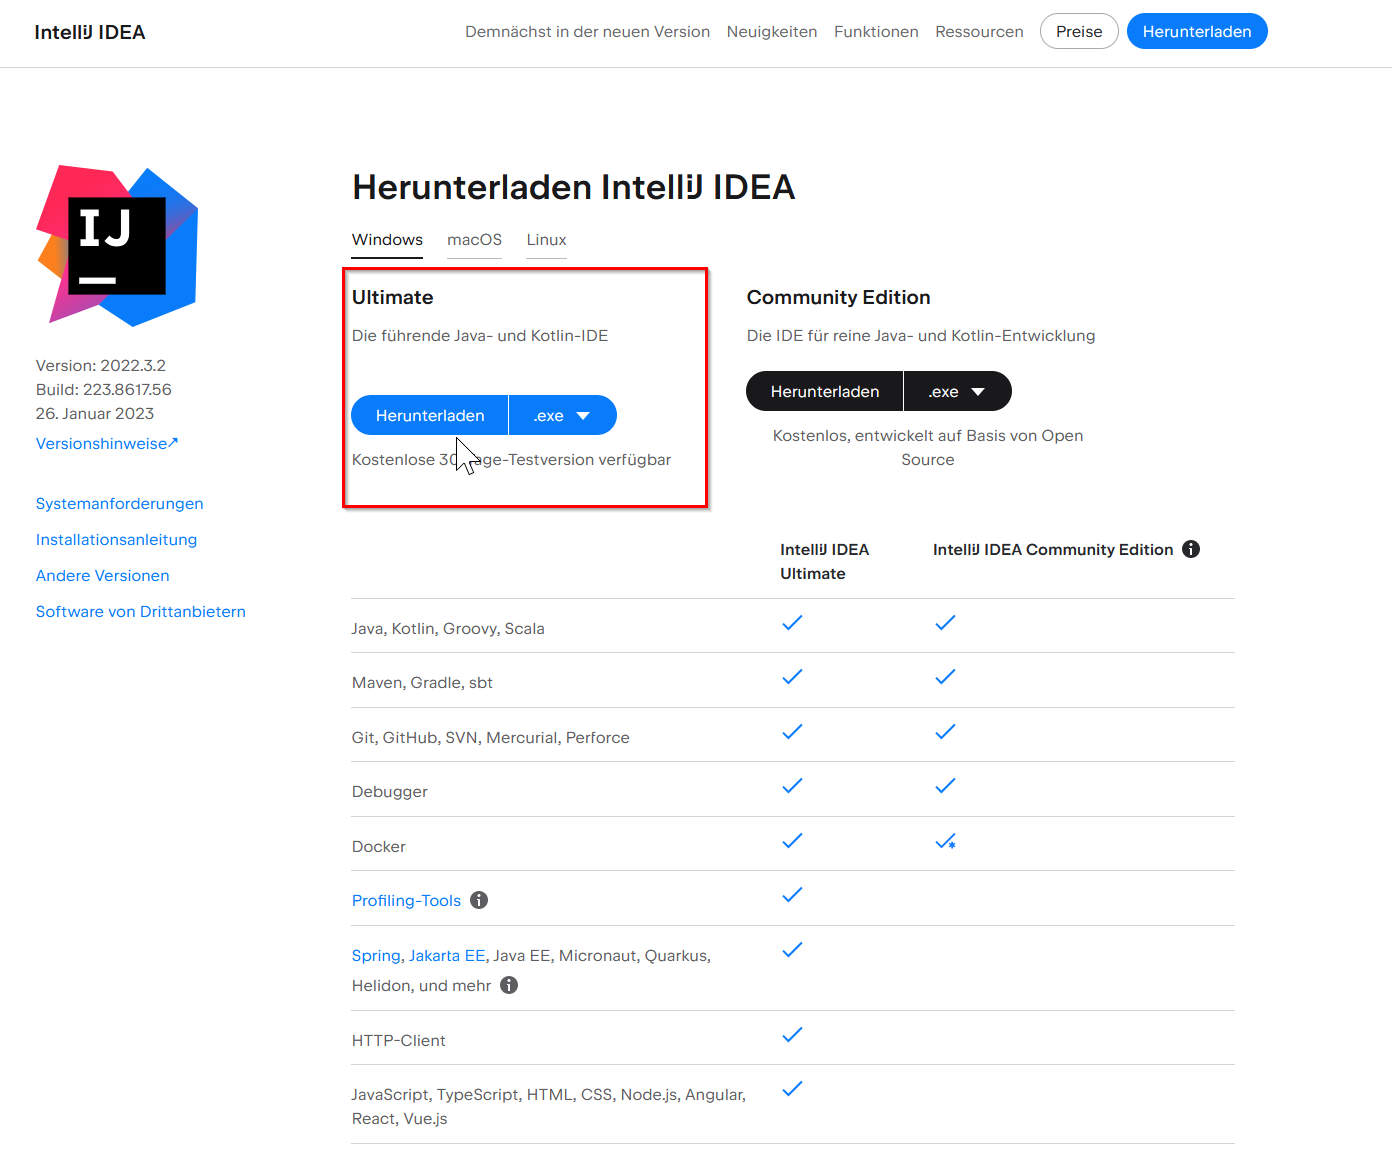 IntelliJ IDEA
Demnächst in der neuen Version Neuigkeiten Funktionen Ressourcen Preise Herunterladen
IJ
Herunterladen IntelliJ IDEA
Windows macOS Linux
Ultimate
Die führende Java- und Kotlin-IDE
Herunterladen .exe
Kostenlose 30 age-Testversion verfügbar
Community Edition
Die IDE für reine Java- und Kotlin-Entwicklung
Herunterladen .exe
Kostenlos, entwickelt auf Basis von Open
Source
Version: 2022.3.2
Build: 223.8617.56
26. Januar 2023
Versionshinweise↗
Systemanforderungen
Installationsanleitung
Andere Versionen
Software von Drittanbietern
IntelliJ IDEA
Ultimate
IntelliJ IDEA Community Edition
Java, Kotlin, Groovy, Scala
Maven, Gradle, sbt
Git, GitHub, SVN, Mercurial, Perforce
Debugger
Docker
Profiling-Tools
Spring, Jakarta EE, Java EE, Micronaut, Quarkus,
Helidon, und mehr
HTTP-Client
JavaScript, TypeScript, HTML, CSS, Node.js, Angular,
React, Vue.js